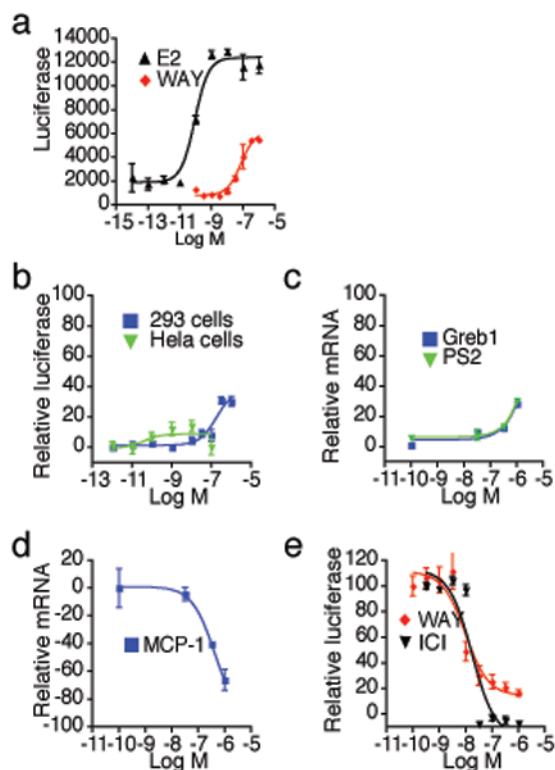 a
Luciferase
14000
12000
10000
8000
6000
4000
2000
0
E2
WAY
-15 -13 -11 -9 -7 -5
Log M
b
Relative luciferase
100
80
60
40
20
0
293 cells
Hela cells
-13 -11 -9 -7 -5
Log M
c
Relative mRNA
100
80
60
40
20
0
Greb1
PS2
-11-10-9 -8 -7 -6 -5
Log M
d
Relative mRNA
20
0
-20
-40
-60
-80
-100
MCP-1
-11-10-9 -8 -7 -6 -5
Log M
e
Relative luciferase
120
100
80
60
40
20
0
WAY
ICI
-11-10-9 -8 -7 -6 -5
Log M